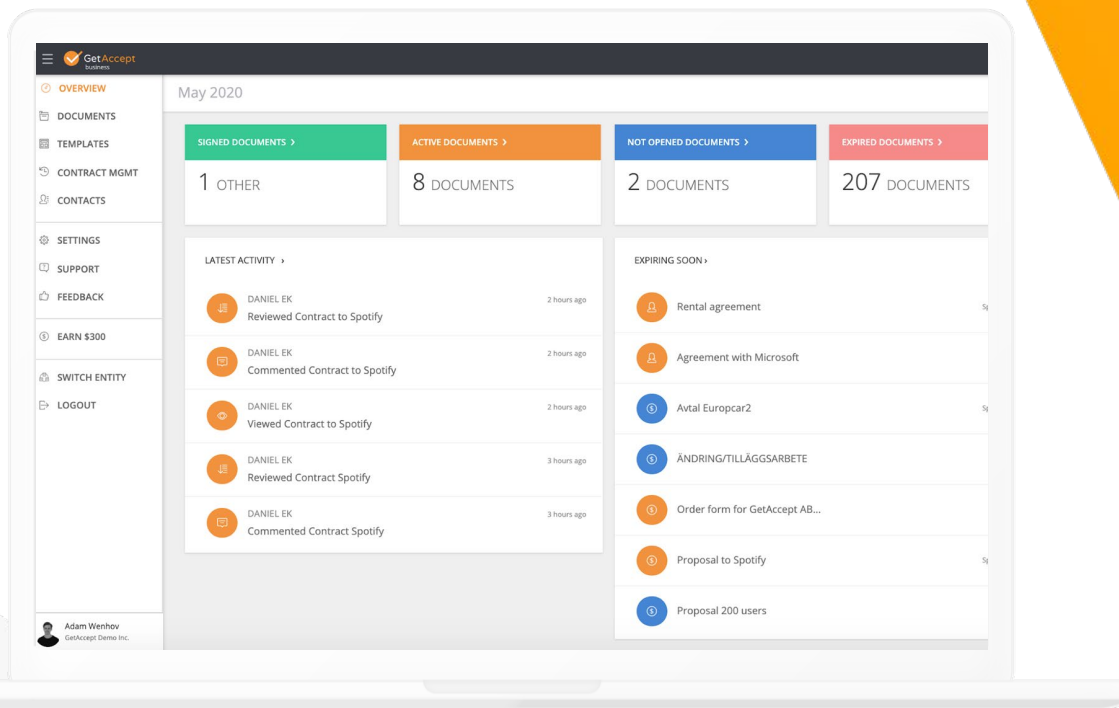 GetAccept
business
OVERVIEW
DOCUMENTS
TEMPLATES
CONTRACT MGMT
CONTACTS
SETTINGS
SUPPORT
FEEDBACK
EARN $300
SWITCH ENTITY
LOGOUT
Adam Wenhov
GetAccept Demo Inc.
May 2020
SIGNED DOCUMENTS ›
1 OTHER
ACTIVE DOCUMENTS ›
8 DOCUMENTS
NOT OPENED DOCUMENTS ›
2 DOCUMENTS
EXPIRED DOCUMENTS ›
207 DOCUMENTS
LATEST ACTIVITY ›
DANIEL EK
2 hours ago
Reviewed Contract to Spotify
DANIEL EK
2 hours ago
Commented Contract to Spotify
DANIEL EK
2 hours ago
Viewed Contract to Spotify
DANIEL EK
3 hours ago
Reviewed Contract Spotify
DANIEL EK
3 hours ago
Commented Contract Spotify
EXPIRING SOON ›
Rental agreement
Agreement with Microsoft
Avtal Europcar2
ÄNDRING/TILLÄGGSARBETE
Order form for GetAccept AB...
Proposal to Spotify
Proposal 200 users